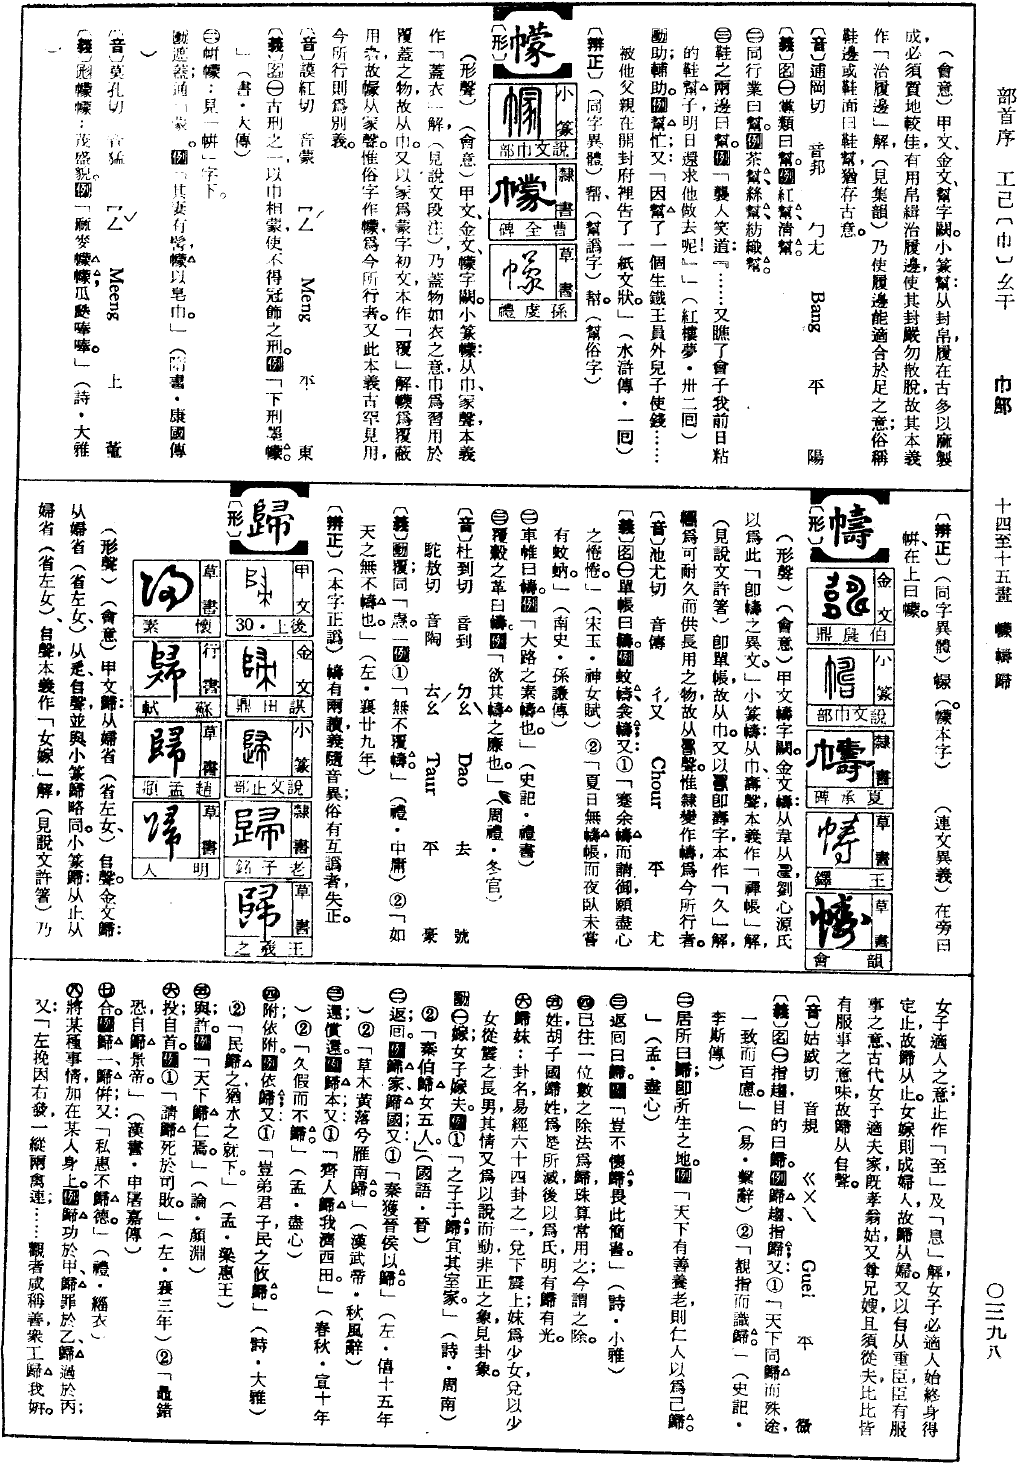 部首序 工己〔巾〕幺干 巾部 十四至十五畫 幪 幬 歸 〇三九八
（會意）甲文、金文幫字闕。小篆幫：从封帛，履在古多以麻製
成，必須質地較佳，有用帛緝治履邊，使其封嚴勿散脫，故其本義
作「治履邊」解，（見集韻）乃使履邊能適合於足之意；俗稱
鞋邊或鞋面曰鞋幫，猶存古意。
〔音〕通岡切 音邦 ㄅㄤ Bang 平 陽
〔義〕名㊀黨類曰幫。例紅幫、清幫。
㊁同行業曰幫。例茶幫、絲幫、紡織幫。
㊂鞋之兩邊曰幫。例「襲人笑道『……又瞧了會子我前日粘
的鞋幫子，明日還求他做去呢！』」（紅樓夢・卅二回）
動助；輔助。例幫忙；又：「因幫了一個生鐵王員外兒子使錢……
被他父親在開封府裡告了一紙文狀。」（水滸傳・一回）
〔辨正〕（同字異體）幚（幫譌字）幇（幫俗字）
〔形〕幪
小篆 說文巾部
隸書 曹全碑
草書 孫虔禮
（形聲）（會意）甲文、金文幪字闕。小篆幪：从巾冡聲，本義
作「蓋衣」解，（見說文段注）乃蓋物如衣之意；巾為習用於
覆蓋之物，故从巾。又以冡為蒙字初文，本作「覆」解，幪為覆蔽
用者，故幪从冡聲。惟俗字作幪，為今所行者。又此本義古罕見用，
今所行則為別義。
〔音〕謨紅切 音蒙 ㄇㄥˊ Meng 平 東
〔義〕名㊀古刑之一，以巾相蒙，使不得冠飾之刑。例「下刑墨幪。
」（書・大傳）
㊁帡幪：見「帡」字下。
動遮蓋；通「蒙」。例「其妻有髻，幪以皂巾。」（隋書・康國傳
）
〔音〕莫孔切 音猛 ㄇㄥˇ Meeng 上 董
〔義〕形幪幪：茂盛貌。例「麻麥幪幪，瓜瓞唪唪。」（詩・大雅
〔辨正〕（同字異體）幏（幪本字） （連文異義）在旁曰
帡，在上曰幪。
〔形〕幬
金文 伯晨鼎
小篆 說文巾部
隸書 夏承碑
草書 王鐸
草書 韻會
（形聲）（會意）甲文幬字闕。金文幬：劉心源氏
以為此「卽幬之異文。」小篆幬：从巾壽聲，本義作「襌帳」解，
（見說文許箸）卽單帳，故从巾。又以卽壽字，本作「久」解，
為可耐久而供長用之物，惟隸變作幬，為今所行者。
〔音〕池尤切 音儔 ㄔㄡˊ Chour 平 尤
〔義〕名㊀單帳曰幬。例蚊幬、衾幬；又：①「蹇余幬而請御，願盡心
之惓惓。」（宋玉・神女賦）②「夏日無幬帳，而夜臥未嘗
有蚊蚋。」（南史・孫謙傳）
㊁車帷曰幬。例「大路之素幬也。」（史記・禮書）
㊂覆轂之革曰幬。例「欲其幬之廉也。」（周禮・冬官）
〔音〕杜到切 音到 ㄉㄠˋ Dao 去 號
駝敖切 音陶 ㄊㄠˊ Taur 平 豪
〔義〕動覆；同「燾」。例①「無不覆幬。」（禮・中庸）②「如
天之無不幬也。」（左・襄廿九年）
〔辨正〕（本字正譌）幬有兩讀，義隨音異，俗有互譌者失正。
〔形〕歸
甲文 後上・30
金文 田鼎
小篆 說文止部
隸書 老子銘
草書 王羲之
草書 懷素
行書 蘇軾
草書 趙孟頫
草書 明人
（形聲）（會意）甲文歸：从婦省（省左女），𠂤聲。金文歸：
从婦省（省左女），从辵𠂤聲；並與小篆歸略同。小篆歸：从止从
婦省（省左女），𠂤聲，本義作「女嫁」解，（見說文許箸）乃
女子適人之意；止作「至」及「息」解，女子必適人始終身得
定止，故歸从止。女嫁則成婦人，故歸从婦。又以𠂤从重臣，臣有服
事之意，古代女子適夫家，既孝翁姑，又尊兄嫂，且須從夫，比比皆
有服事之意味，故歸从𠂤聲。
〔音〕姑威切 音規 ㄍㄨㄟ Guei 平 微
〔義〕名㊀指趨；目的曰歸。例歸趨、指歸；又：①「天下同歸而殊途，
一致而百慮。」（易・繫辭）②「覩指而識歸。」（史記・
李斯傳）
㊁居所曰歸；卽所生之地。例「天下有善養老，則仁人以為己歸。
」（孟・盡心）
㊂返回曰歸。例「豈不懷歸？畏此簡書。」（詩・小雅）
㊃已往一位數之除法為歸，珠算常用之，今謂之除。
㊄姓：胡子國歸姓，為楚所滅，後以為氏；明有歸有光。
㊅歸妹：卦名，易經六十四卦之一，兌下震上，妹為少女，兌以少
女從震之長男，其情又為以說而動，非正之象，見卦象。
動㊀嫁；女子嫁夫。例①「之子于歸，宜其室家。」（詩・周南）
②「秦伯歸女五人。」（國語・晉）
㊁返回。例歸家、歸國；又：①「秦獲晉侯以歸。」（左・僖十五年
）②「草木黃落兮雁南歸。」（漢武帝・秋風辭）
㊂還；償還。例歸本；又：①「齊人歸我濟西田。」（春秋・宣十年
）②「久假而不歸。」（孟・盡心）
㊃附依；依附。例依歸；又：①「豈弟君子，民之攸歸。」（詩・大雅）
②「民歸之，猶水之就下。」（孟・梁惠王）
㊄與；許。例「天下歸仁焉。」（論・顏淵）
㊅投；自首。例①「請歸死於司敗。」（左・襄三年）②「鼂錯
恐，自歸景帝。」（漢書・申屠嘉傳）
㊆合。例歸一、歸併；又：「私惠不歸德。」（禮・緇衣）
㊇將某種事情加在某人身上。例歸功於甲、歸罪於乙、歸過於丙；
又：「左挽因右發，一縱兩禽連；……觀者咸稱善，衆工歸我姸。